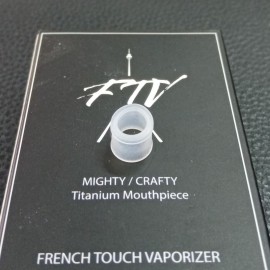 FTV
MIGHTY / CRAFTY
Titanium Mouthpiece
FRENCH TOUCH VAPORIZER